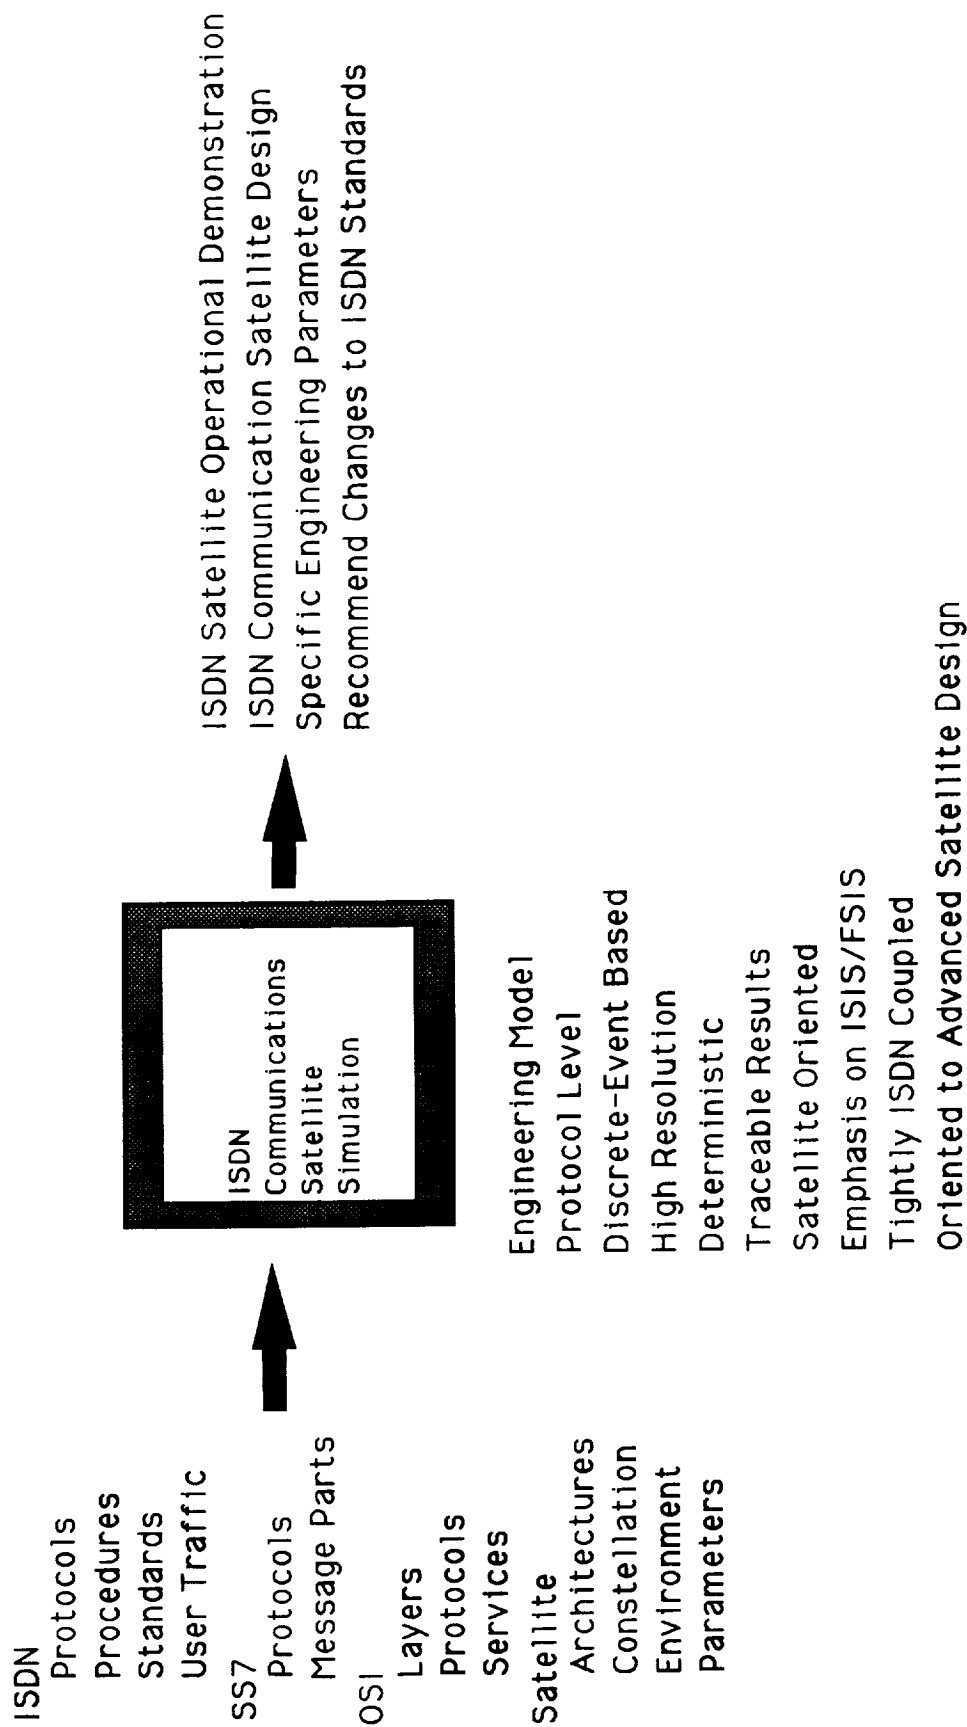 ISDN
Protocols
Procedures
Standards
User Traffic
SS7
Protocols
Message Parts
OSI
Layers
Protocols
Services
Satellite
Architectures
Constellation
Environment
Parameters
ISDN
Communications
Satellite
Simulation
Engineering Model
Protocol Level
Discrete-Event Based
High Resolution
Deterministic
Traceable Results
Satellite Oriented
Emphasis on ISIS/FSIS
Tightly ISDN Coupled
Oriented to Advanced Satellite Design
ISDN Satellite Operational Demonstration
ISDN Communication Satellite Design
Specific Engineering Parameters
Recommend Changes to ISDN Standards